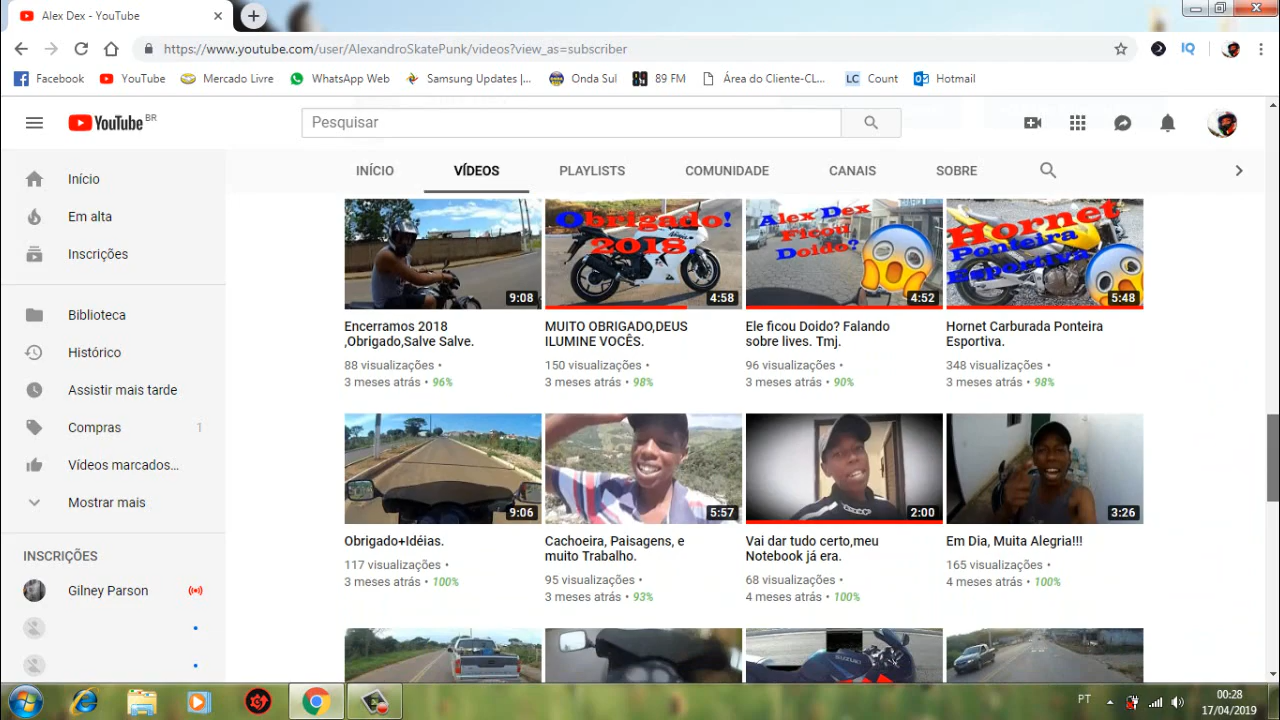 Alex Dex - YouTube
https://www.youtube.com/user/AlexandroSkatePunk/videos?view_as=subscriber
Facebook YouTube Mercado Livre WhatsApp Web Samsung Updates |... Onda Sul 89 FM Área do Cliente-CL... LC Count Hotmail
YouTube BR
Pesquisar
INÍCIO VÍDEOS PLAYLISTS COMUNIDADE CANAIS SOBRE
Início
Em alta
Inscrições
Biblioteca
Histórico
Assistir mais tarde
Compras 1
Vídeos marcados...
Mostrar mais
INSCRIÇÕES
Gilney Parson
9:08
Encerramos 2018
,Obrigado,Salve Salve.
88 visualizações •
3 meses atrás • 96%
Obrigado!
2018
4:58
MUITO OBRIGADO,DEUS
ILUMINE VOCÊS.
150 visualizações •
3 meses atrás • 98%
Alex Dex
Ficou
Doido?
4:52
Ele ficou Doido? Falando
sobre lives. Tmj.
96 visualizações •
3 meses atrás • 90%
Hornet
Ponteira
Esportiva.
5:48
Hornet Carburada Ponteira
Esportiva.
348 visualizações •
3 meses atrás • 98%
9:06
Obrigado+Idéias.
117 visualizações •
3 meses atrás • 100%
5:57
Cachoeira, Paisagens, e
muito Trabalho.
95 visualizações •
3 meses atrás • 93%
2:00
Vai dar tudo certo,meu
Notebook já era.
68 visualizações •
4 meses atrás • 100%
3:26
Em Dia, Muita Alegria!!!
165 visualizações •
4 meses atrás • 100%
SUZUKI
PT
00:28
17/04/2019